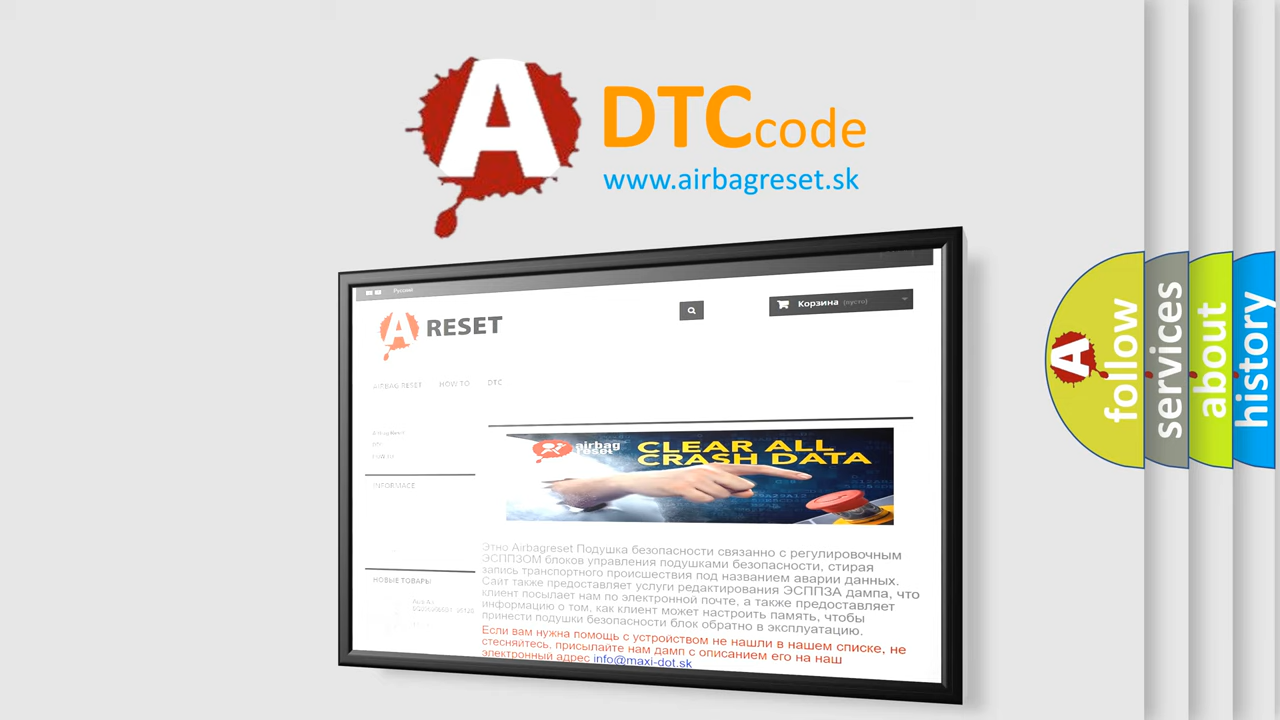 A
DTCcode
www.airbagreset.sk
Русский
A RESET
Корзина (пусто)
AIRBAG RESET HOW TO DTC
INFORMACE
НОВЫЕ ТОВАРЫ
airbag
reset
CLEAR ALL
CRASH DATA
Этно Airbagreset Подушка безопасности связанно с регулировочным
ЭСППЗОМ блоков управления подушками безопасности, стирая
запись транспортного происшествия под названием аварии данных.
Сайт также предоставляет услуги редактирования ЭСППЗА дампа, что
клиент посылает нам по электронной почте, а также предоставляет
информацию о том, как клиент может настроить память, чтобы
принести подушки безопасности блок обратно в эксплуатацию.
Если вам нужна помощь с устройством не нашли в нашем списке, не
стесняйтесь, присылайте нам дамп с описанием его на наш
электронный адрес info@maxi-dot.sk
A
follow
services
about
history